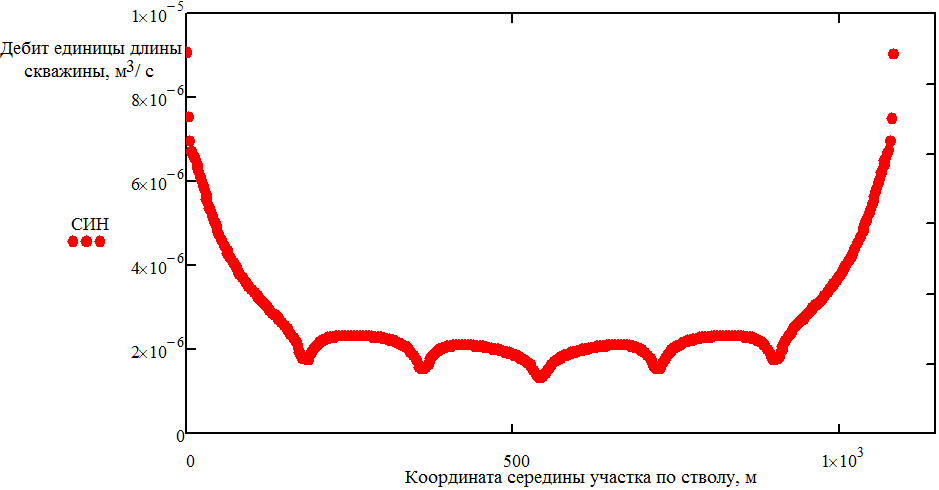 1×10⁻⁵
Дебит единицы длины
скважины, м3/ с
8×10⁻⁶
6×10⁻⁶
СИН
4×10⁻⁶
2×10⁻⁶
0
0 500 1×10³
Координата середины участка по стволу, м